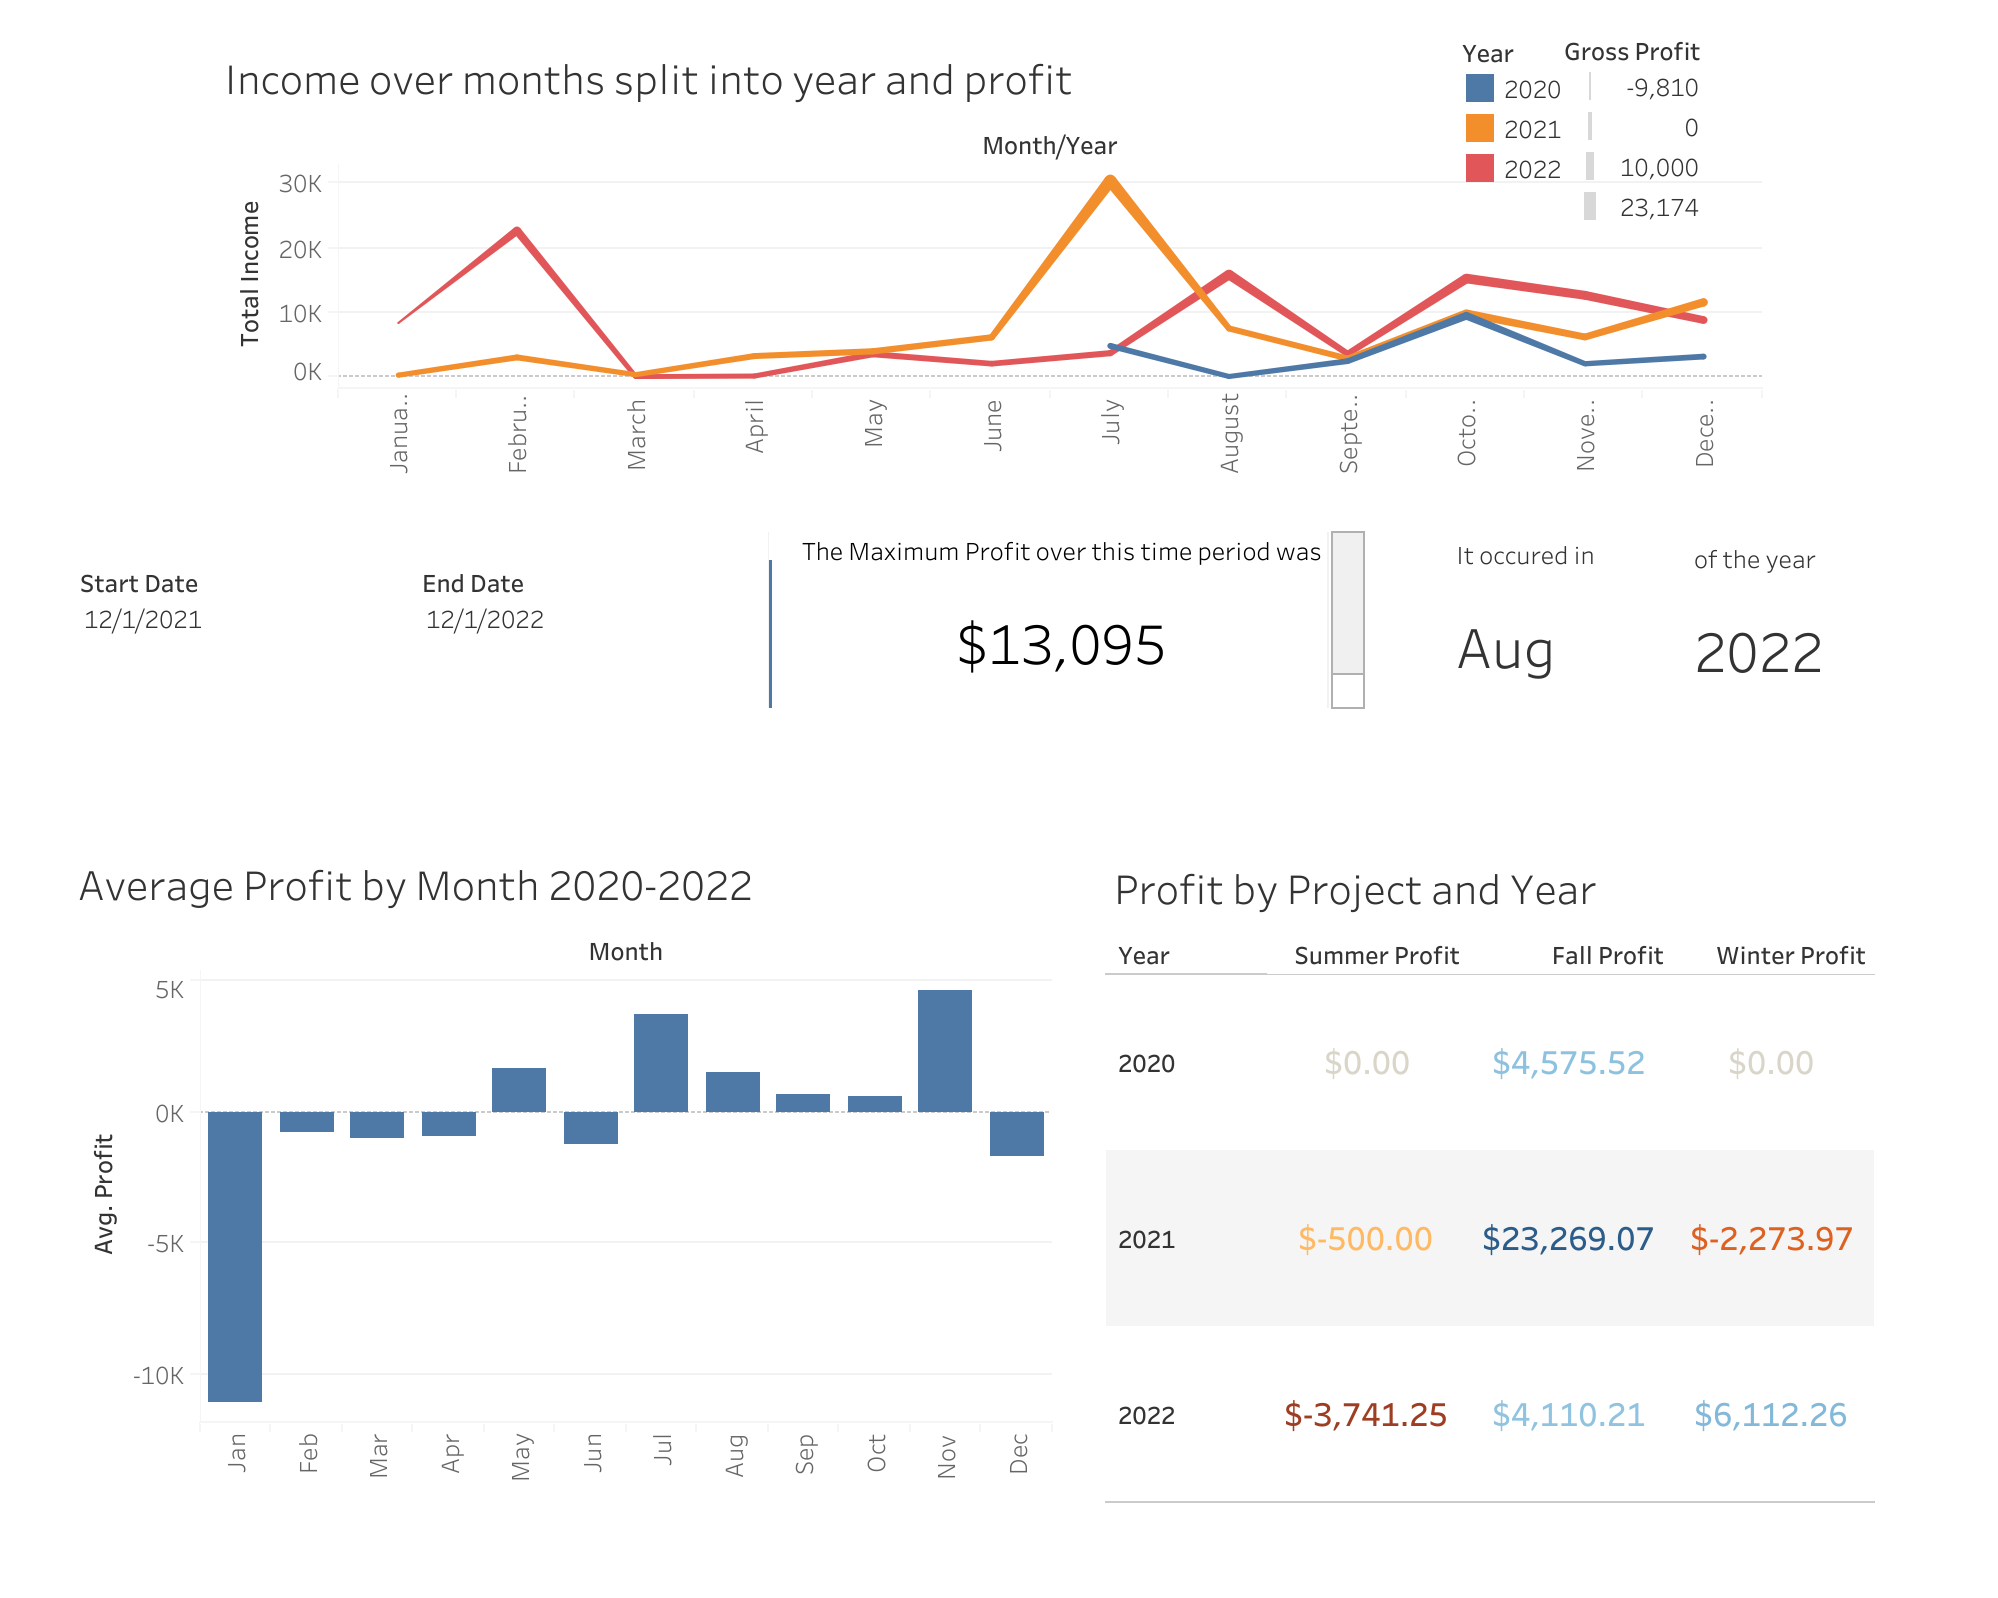 Income over months split into year and profit
Year
Gross Profit
2020
-9,810
2021
0
2022
10,000
23,174
Month/Year
Total Income
30K
20K
10K
0K
Janua..
Febru..
March
April
May
June
July
August
Septe..
Octo..
Nove..
Dece..
Start Date
12/1/2021
End Date
12/1/2022
The Maximum Profit over this time period was
$13,095
It occured in
Aug
of the year
2022
Average Profit by Month 2020-2022
Month
Avg. Profit
5K
0K
-5K
-10K
Jan
Feb
Mar
Apr
May
Jun
Jul
Aug
Sep
Oct
Nov
Dec
Profit by Project and Year
Year Summer Profit Fall Profit Winter Profit
2020 $0.00 $4,575.52 $0.00
2021 $-500.00 $23,269.07 $-2,273.97
2022 $-3,741.25 $4,110.21 $6,112.26